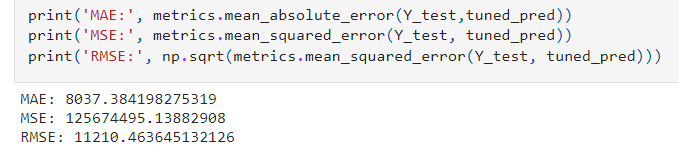 print('MAE:', metrics.mean_absolute_error(Y_test,tuned_pred))
print('MSE:', metrics.mean_squared_error(Y_test, tuned_pred))
print('RMSE:', np.sqrt(metrics.mean_squared_error(Y_test, tuned_pred)))
MAE: 8037.384198275319
MSE: 125674495.13882908
RMSE: 11210.463645132126